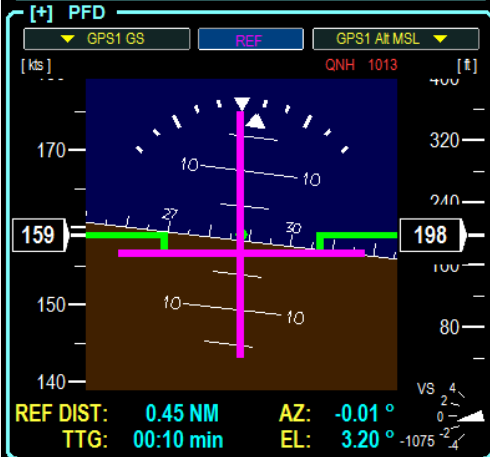 [+] PFD
GPS1 GS REF GPS1 Alt MSL
[kts] QNH 1013 [ft]
170 10 10 320
240
27 30
159 198
150 10 10
80
140
VS 4
2
0
-1075 -2
-4
REF DIST: 0.45 NM AZ: -0.01 °
TTG: 00:10 min EL: 3.20 °